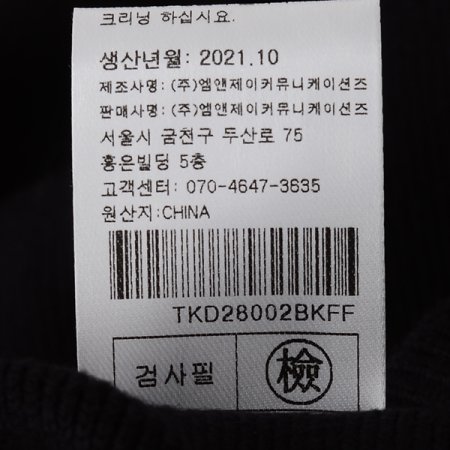 크리닝 하십시요.
생산년월: 2021.10
제조사명: (주)엠앤제이커뮤니케이션즈
판매사명: (주)엠앤제이커뮤니케이션즈
서울시 금천구 두산로 75
홍은빌딩 5층
고객센터: 070-4647-3635
원산지:CHINA
TKD28002BKFF
검사필 檢